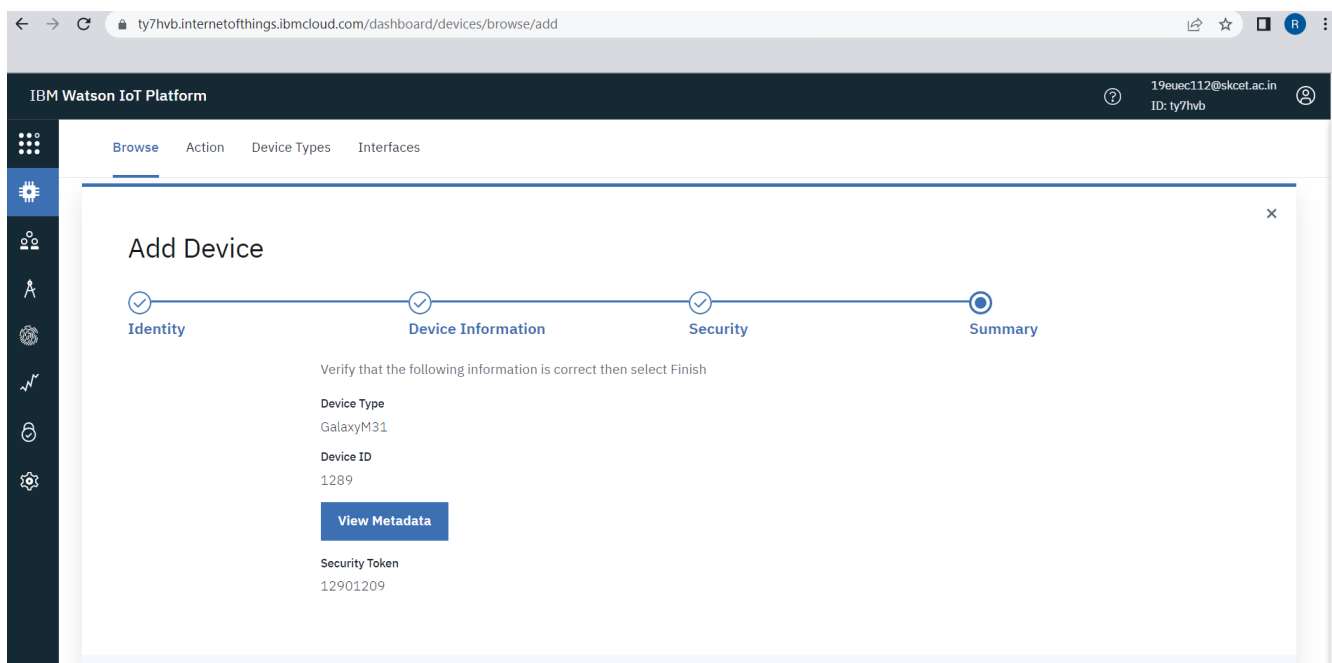 ty7hvb.internetofthings.ibmcloud.com/dashboard/devices/browse/add
R
IBM Watson IoT Platform
19euec112@skcet.ac.in
ID: ty7hvb
Browse Action Device Types Interfaces
Add Device
Identity Device Information Security Summary
Verify that the following information is correct then select Finish
Device Type
GalaxyM31
Device ID
1289
View Metadata
Security Token
12901209